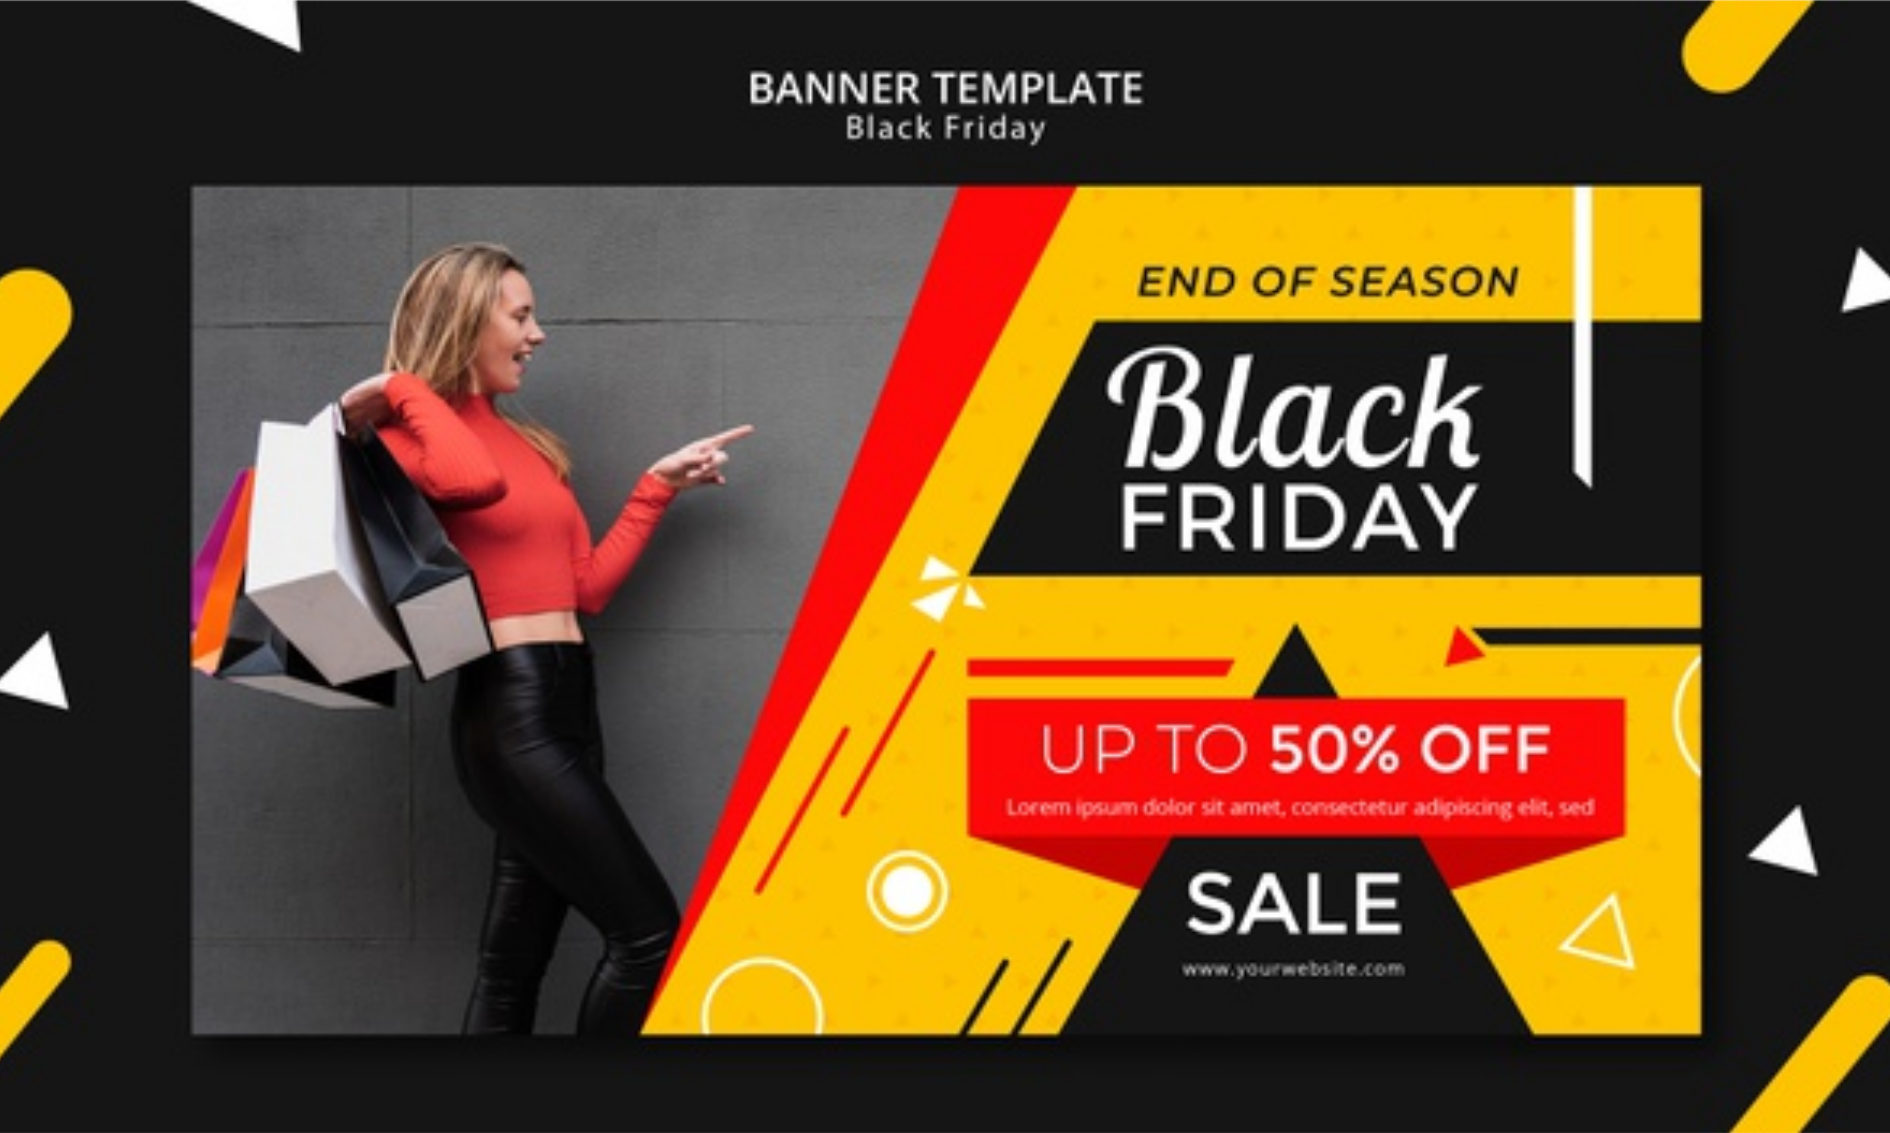 BANNER TEMPLATE
Black Friday
END OF SEASON
Black
FRIDAY
UP TO 50% OFF
Lorem ipsum dolor sit amet, consectetur adipiscing elit, sed
SALE
www.yourwebsite.com